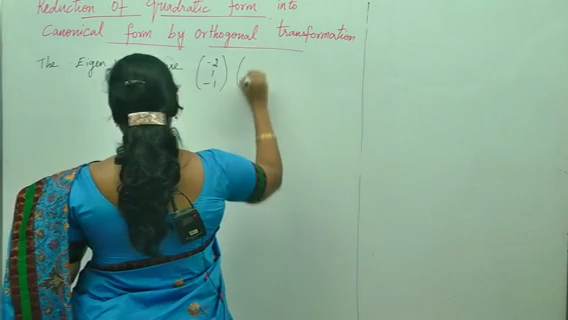 Reduction of Quadratic form into
Canonical form by Orthogonal transformation
The Eigen (-2 1 -1) (